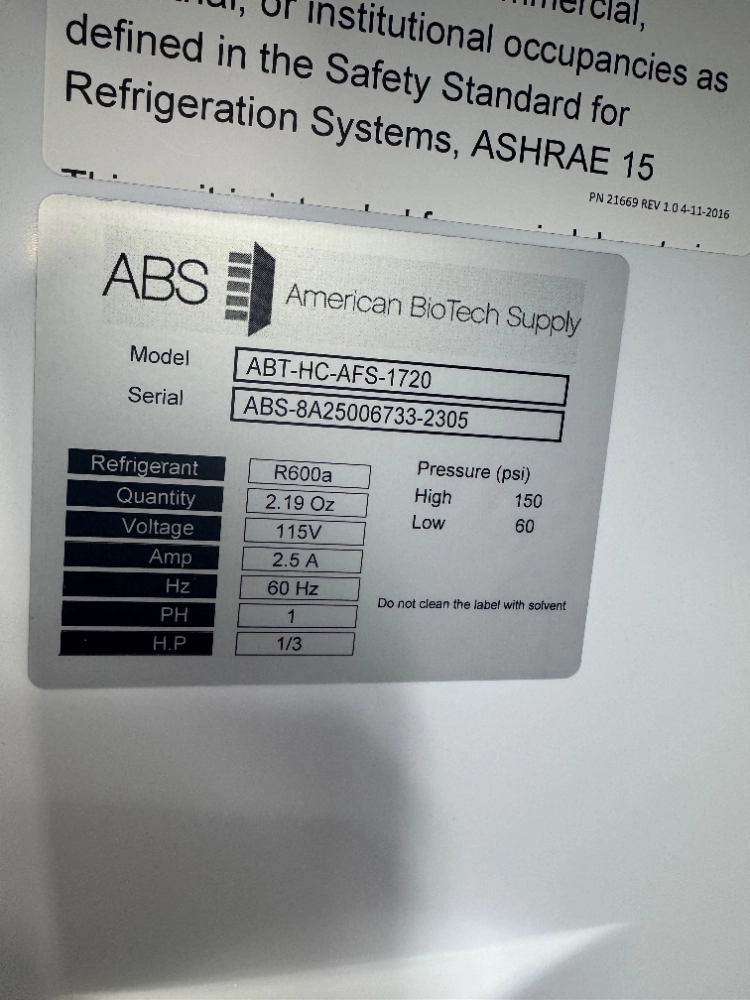 or institutional occupancies as
defined in the Safety Standard for
Refrigeration Systems, ASHRAE 15
PN 21669 REV 1.0 4-11-2016
ABS American BioTech Supply
Model ABT-HC-AFS-1720
Serial ABS-8A25006733-2305
Refrigerant R600a
Quantity 2.19 Oz
Voltage 115V
Amp 2.5 A
Hz 60 Hz
PH 1
H.P 1/3
Pressure (psi)
High 150
Low 60
Do not clean the label with solvent